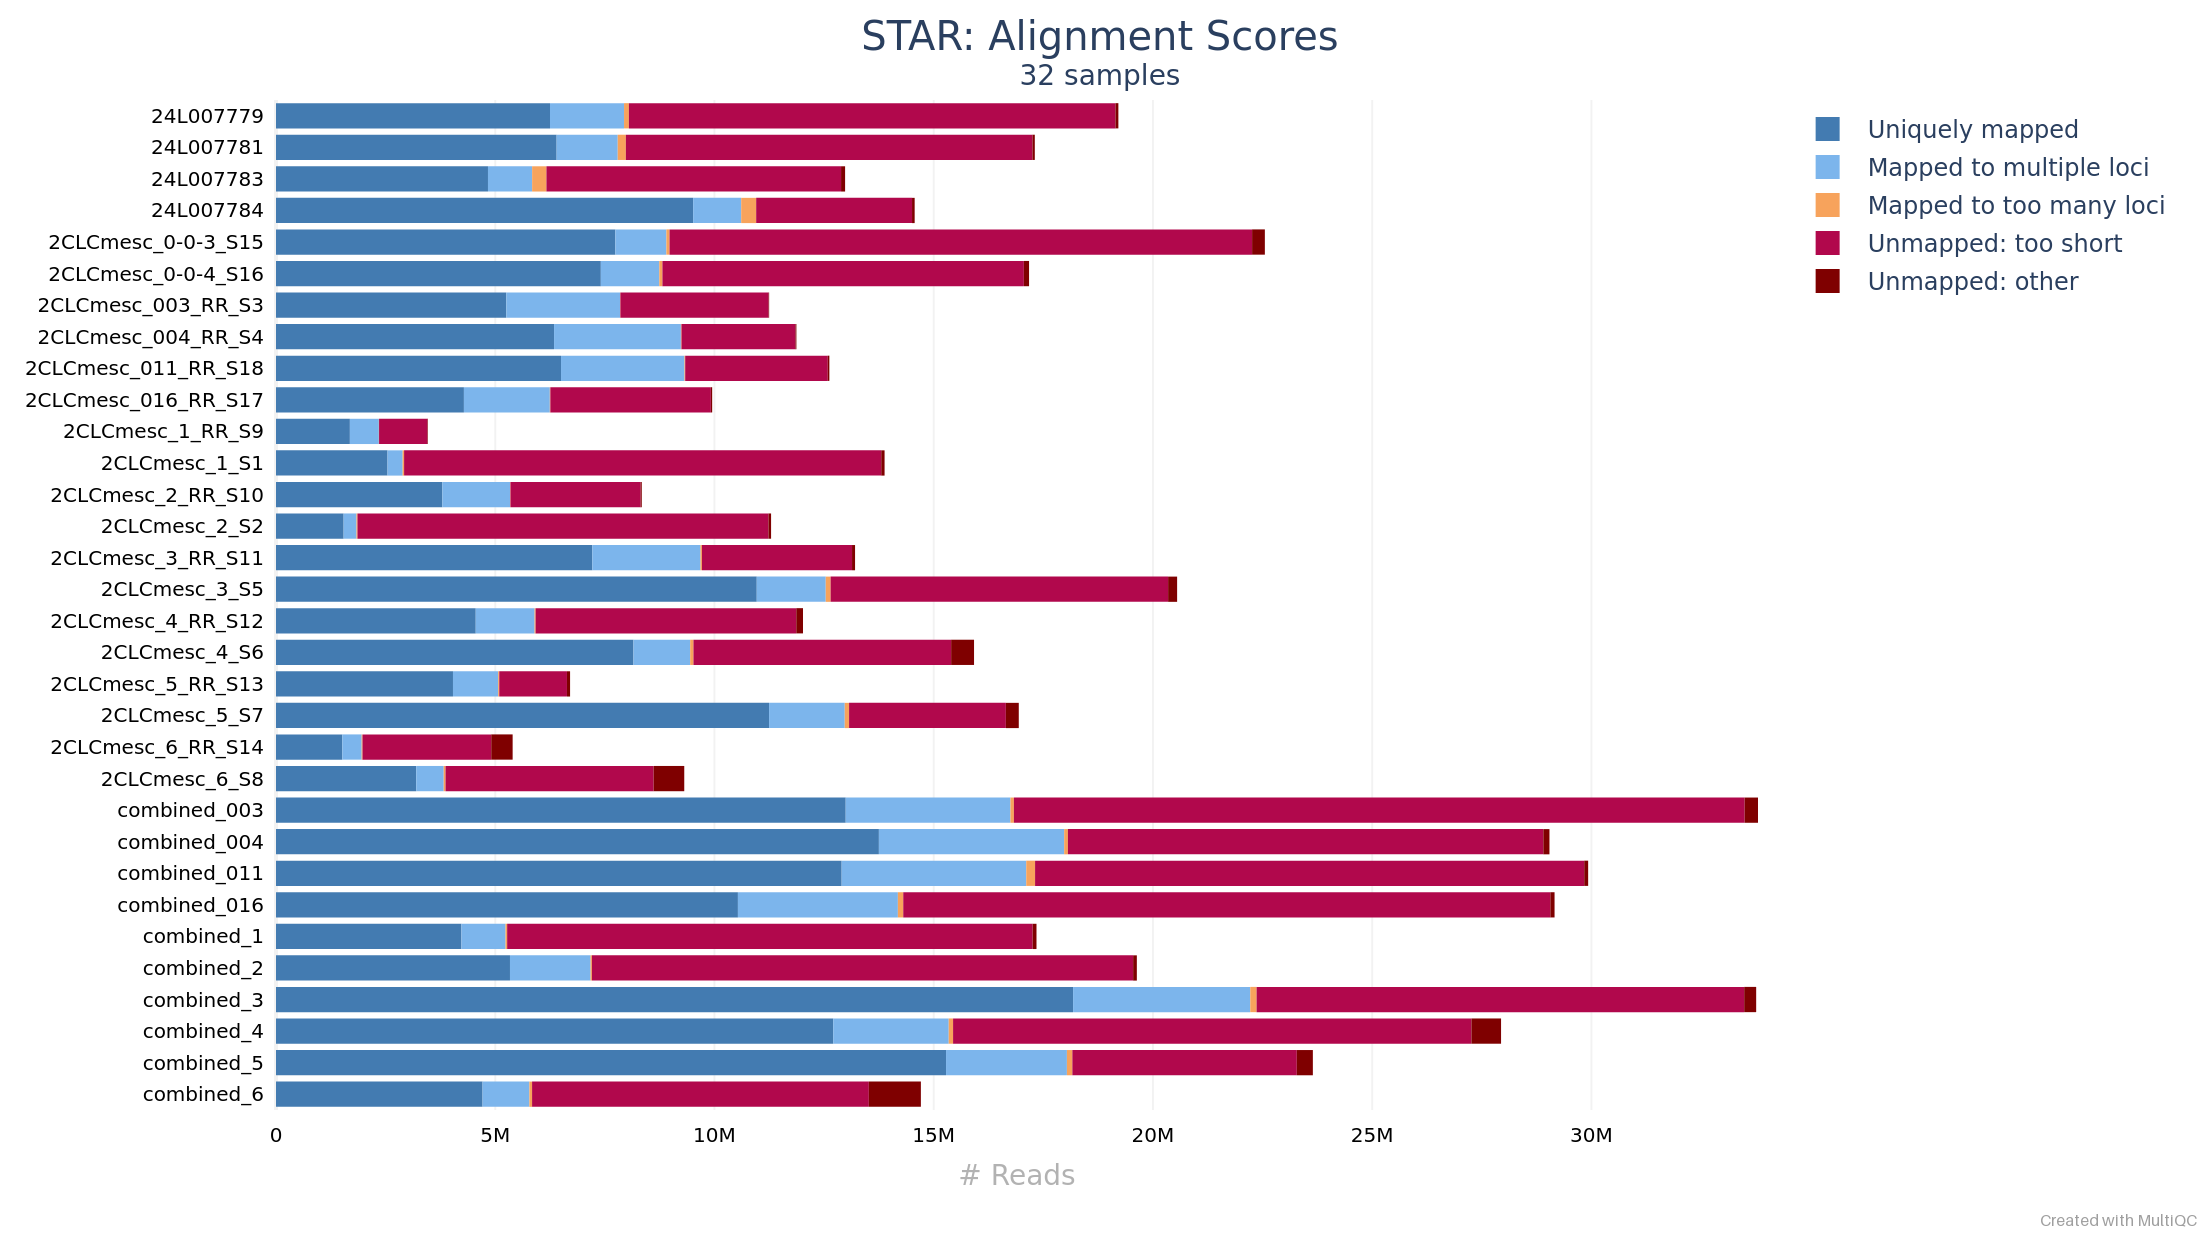 STAR: Alignment Scores
32 samples
24L007779
24L007781
24L007783
24L007784
2CLCmesc_0-0-3_S15
2CLCmesc_0-0-4_S16
2CLCmesc_003_RR_S3
2CLCmesc_004_RR_S4
2CLCmesc_011_RR_S18
2CLCmesc_016_RR_S17
2CLCmesc_1_RR_S9
2CLCmesc_1_S1
2CLCmesc_2_RR_S10
2CLCmesc_2_S2
2CLCmesc_3_RR_S11
2CLCmesc_3_S5
2CLCmesc_4_RR_S12
2CLCmesc_4_S6
2CLCmesc_5_RR_S13
2CLCmesc_5_S7
2CLCmesc_6_RR_S14
2CLCmesc_6_S8
combined_003
combined_004
combined_011
combined_016
combined_1
combined_2
combined_3
combined_4
combined_5
combined_6
0 5M 10M 15M 20M 25M 30M
# Reads
Uniquely mapped
Mapped to multiple loci
Mapped to too many loci
Unmapped: too short
Unmapped: other
Created with MultiQC